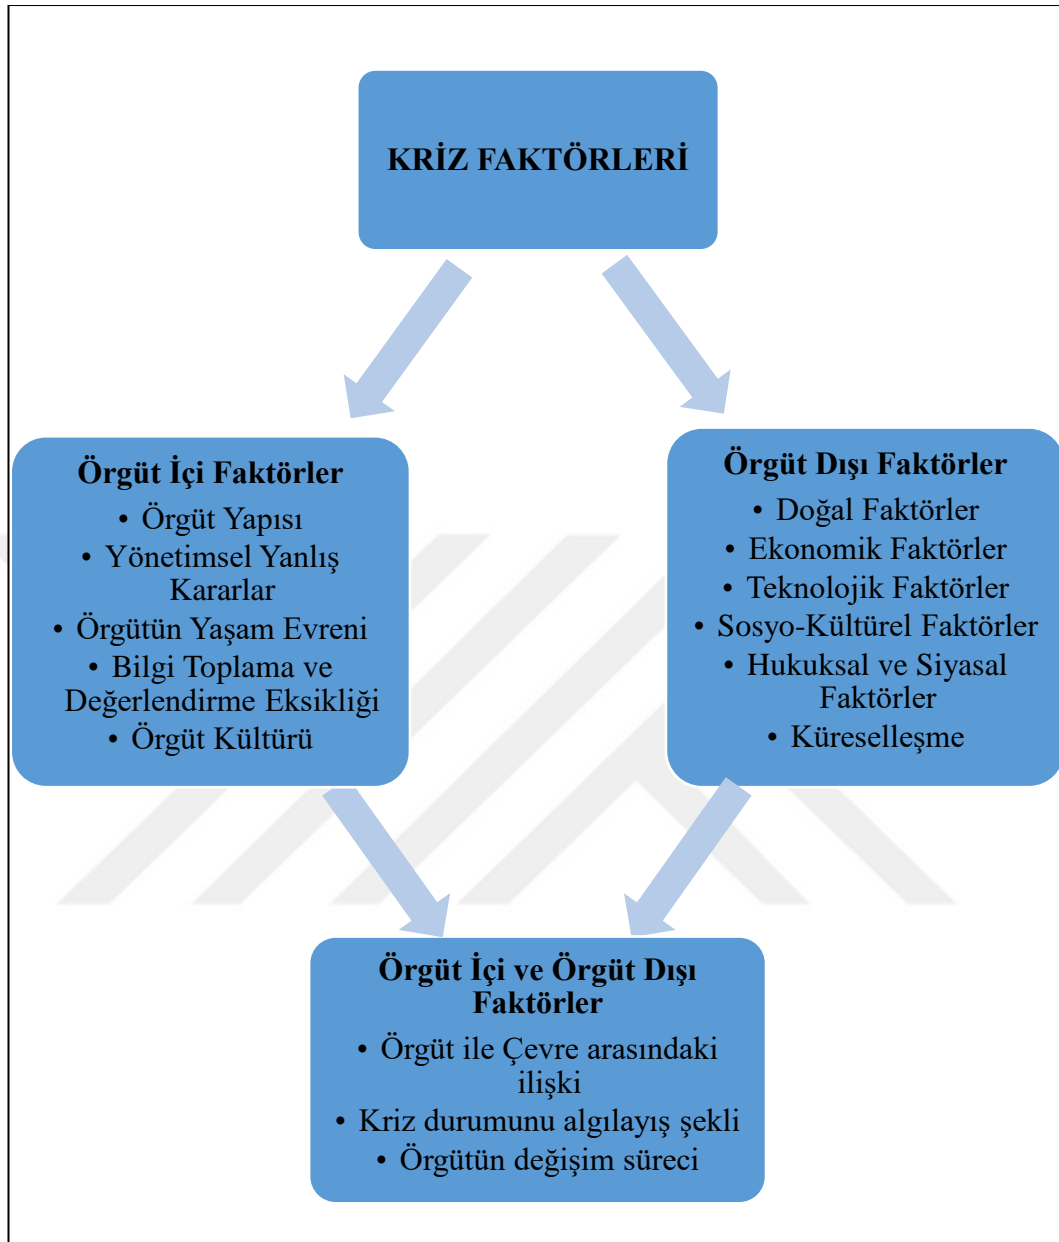 KRİZ FAKTÖRLERİ
Örgüt İçi Faktörler
• Örgüt Yapısı
• Yönetimsel Yanlış
Kararlar
• Örgütün Yaşam Evreni
• Bilgi Toplama ve
Değerlendirme Eksikliği
• Örgüt Kültürü
Örgüt Dışı Faktörler
• Doğal Faktörler
• Ekonomik Faktörler
• Teknolojik Faktörler
• Sosyo-Kültürel Faktörler
• Hukuksal ve Siyasal
Faktörler
• Küreselleşme
Örgüt İçi ve Örgüt Dışı
Faktörler
• Örgüt ile Çevre arasındaki
ilişki
• Kriz durumunu algılayış şekli
• Örgütün değişim süreci